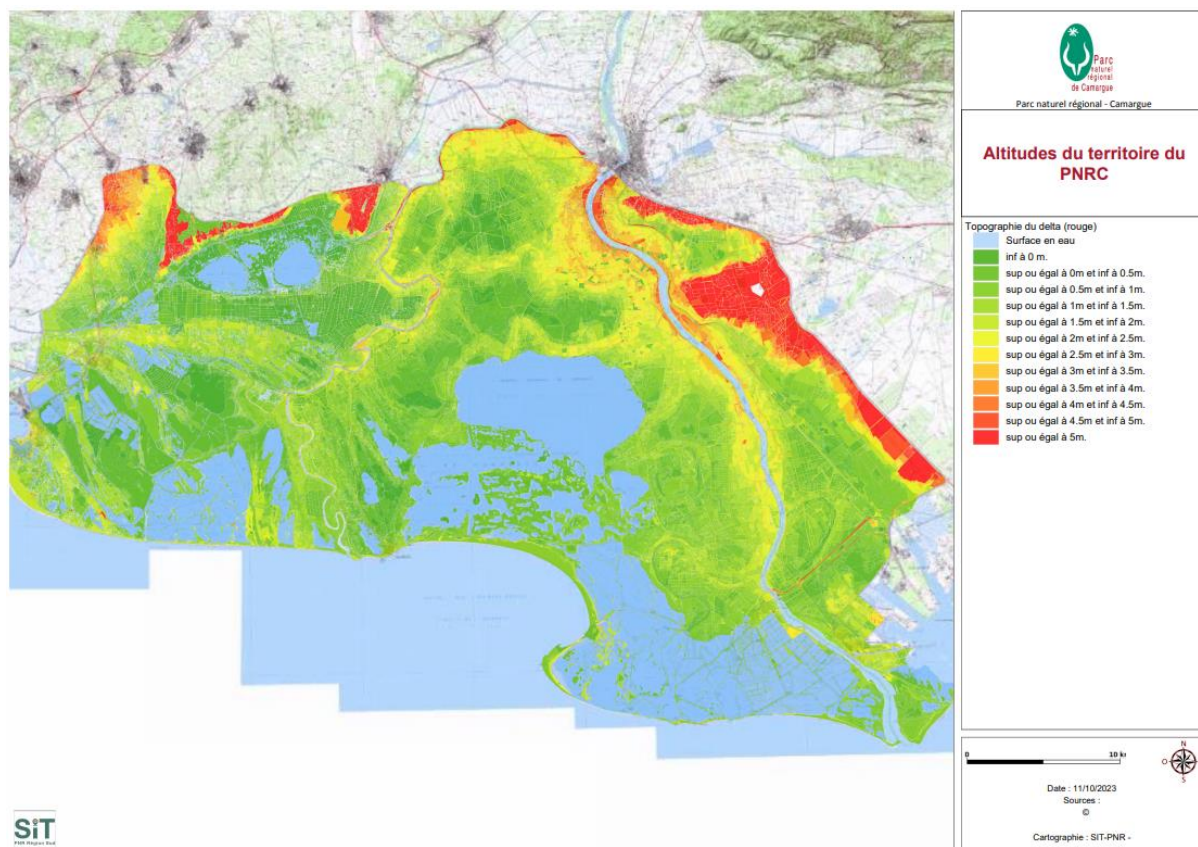 Parc
naturel
régional
de Camargue
Parc naturel régional - Camargue
Altitudes du territoire du
PNRC
Topographie du delta (rouge)
Surface en eau
inf à 0 m.
sup ou égal à 0m et inf à 0.5m.
sup ou égal à 0.5m et inf à 1m.
sup ou égal à 1m et inf à 1.5m.
sup ou égal à 1.5m et inf à 2m.
sup ou égal à 2m et inf à 2.5m.
sup ou égal à 2.5m et inf à 3m.
sup ou égal à 3m et inf à 3.5m.
sup ou égal à 3.5m et inf à 4m.
sup ou égal à 4m et inf à 4.5m.
sup ou égal à 4.5m et inf à 5m.
sup ou égal à 5m.
0 10 k
N
O
S
Date : 11/10/2023
Sources :
©
Cartographie : SIT-PNR -
SiT
PNR Région Sud